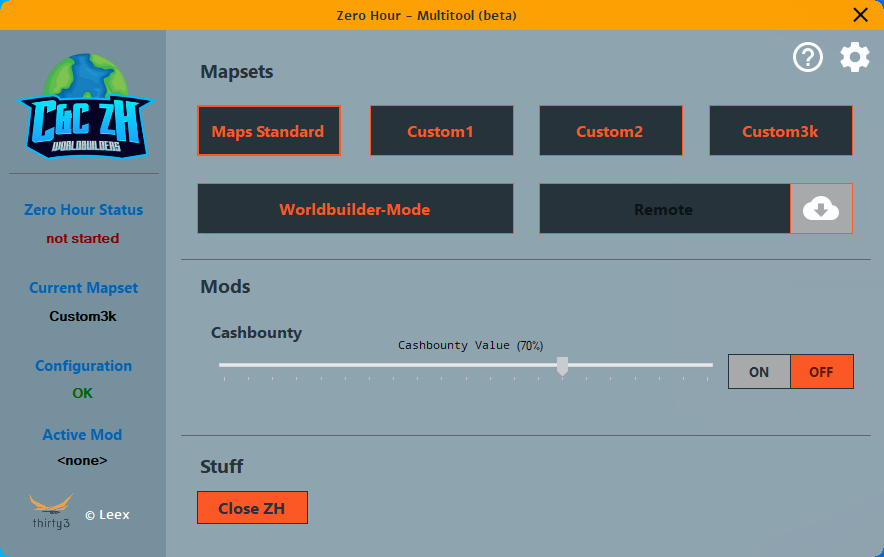 Zero Hour - Multitool (beta)
C&C ZH
WORLDBUILDERS
Zero Hour Status
not started
Current Mapset
Custom3k
Configuration
OK
Active Mod
<none>
thirty3
© Leex
Mapsets
Maps Standard
Custom1
Custom2
Custom3k
Worldbuilder-Mode
Remote
Mods
Cashbounty
Cashbounty Value (70%)
ON
OFF
Stuff
Close ZH